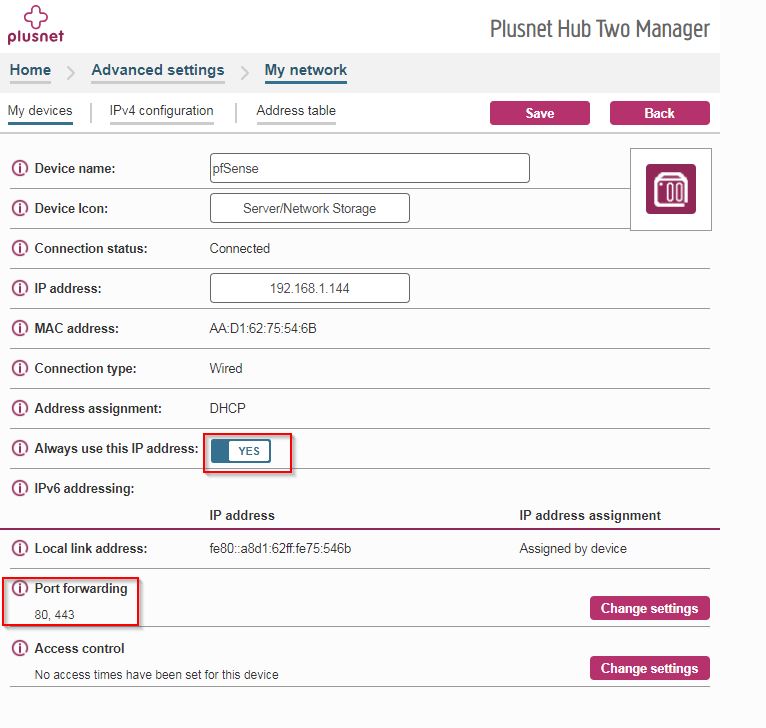 plusnet
Plusnet Hub Two Manager
Home Advanced settings My network
My devices IPv4 configuration Address table Save Back
Device name: pfSense
Device Icon: Server/Network Storage
Connection status: Connected
IP address: 192.168.1.144
MAC address: AA:D1:62:75:54:6B
Connection type: Wired
Address assignment: DHCP
Always use this IP address: YES
IPv6 addressing:
IP address IP address assignment
Local link address: fe80::a8d1:62ff:fe75:546b Assigned by device
Port forwarding
80, 443 Change settings
Access control
No access times have been set for this device Change settings